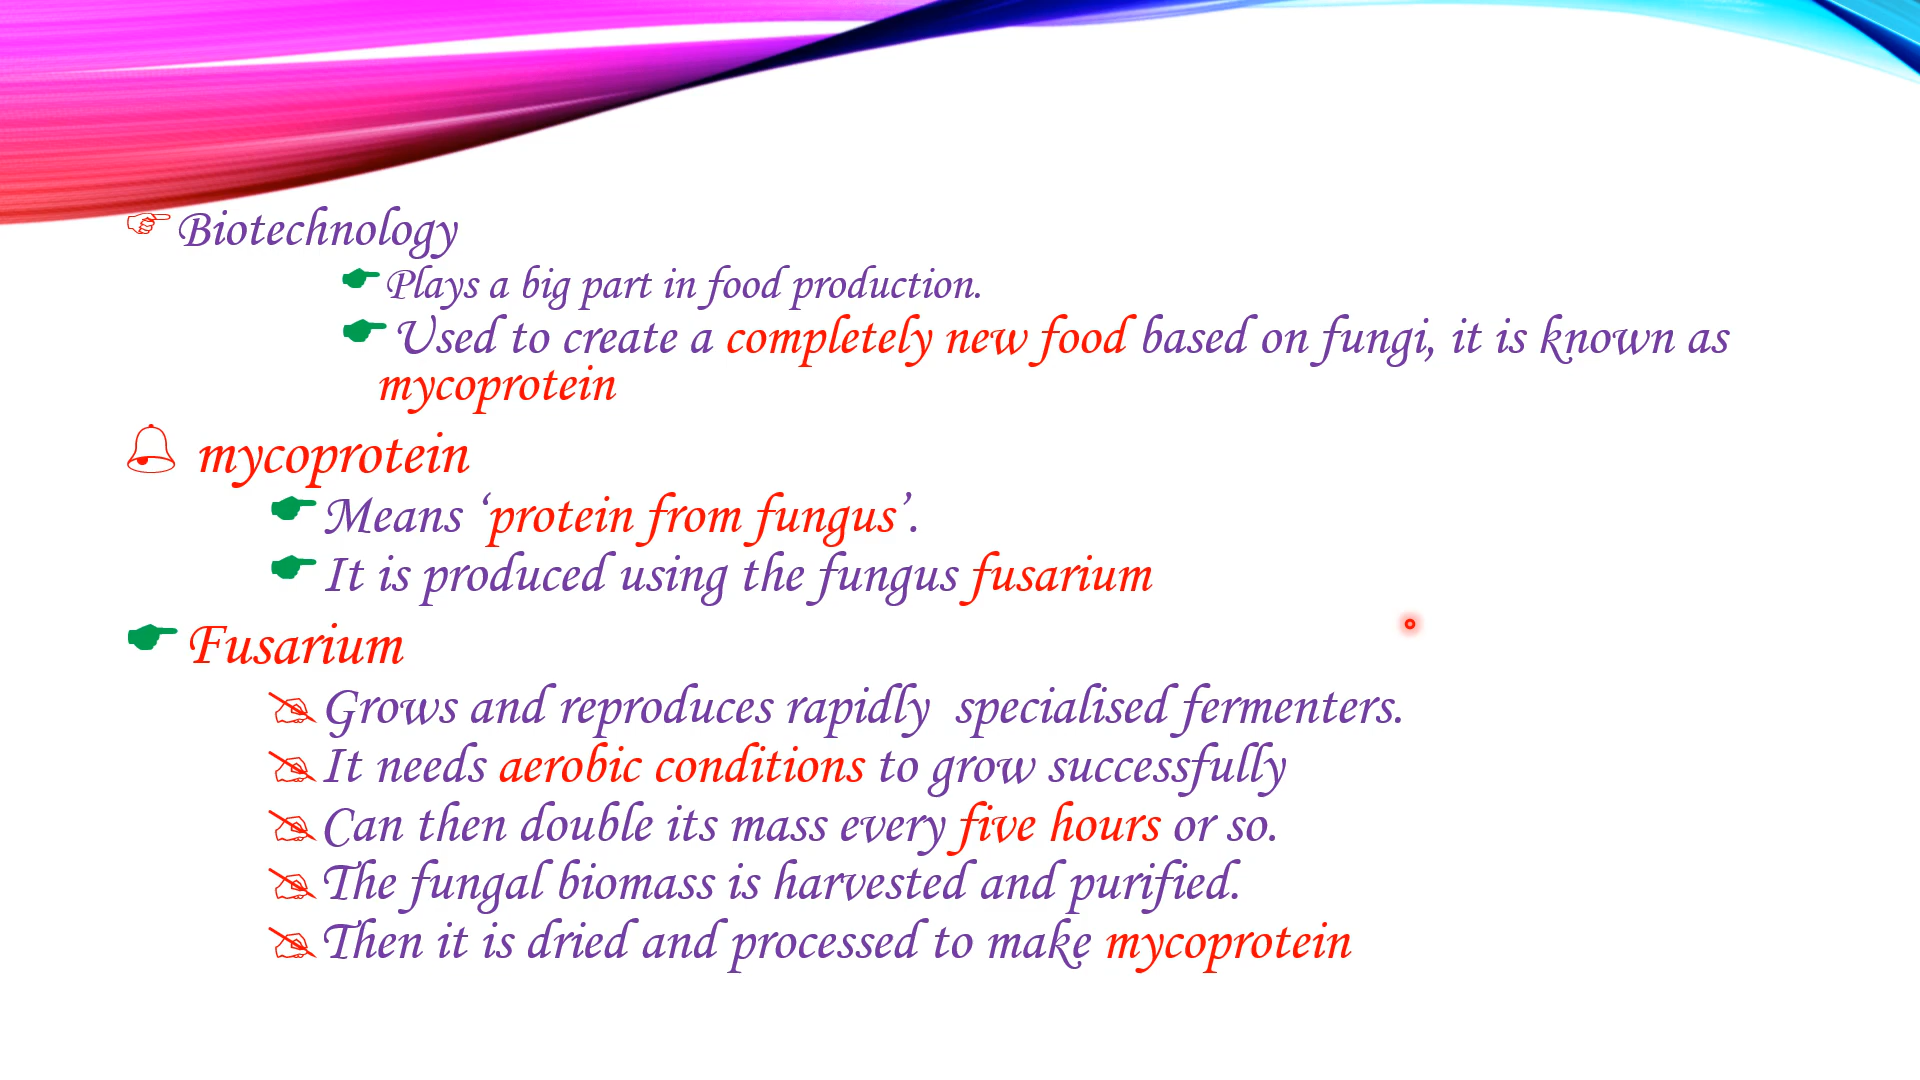 Biotechnology
Plays a big part in food production.
Used to create a completely new food based on fungi, it is known as
mycoprotein
mycoprotein
Means ‘protein from fungus’.
It is produced using the fungus fusarium
Fusarium
Grows and reproduces rapidly  specialised fermenters.
It needs aerobic conditions to grow successfully
Can then double its mass every five hours or so.
The fungal biomass is harvested and purified.
Then it is dried and processed to make mycoprotein